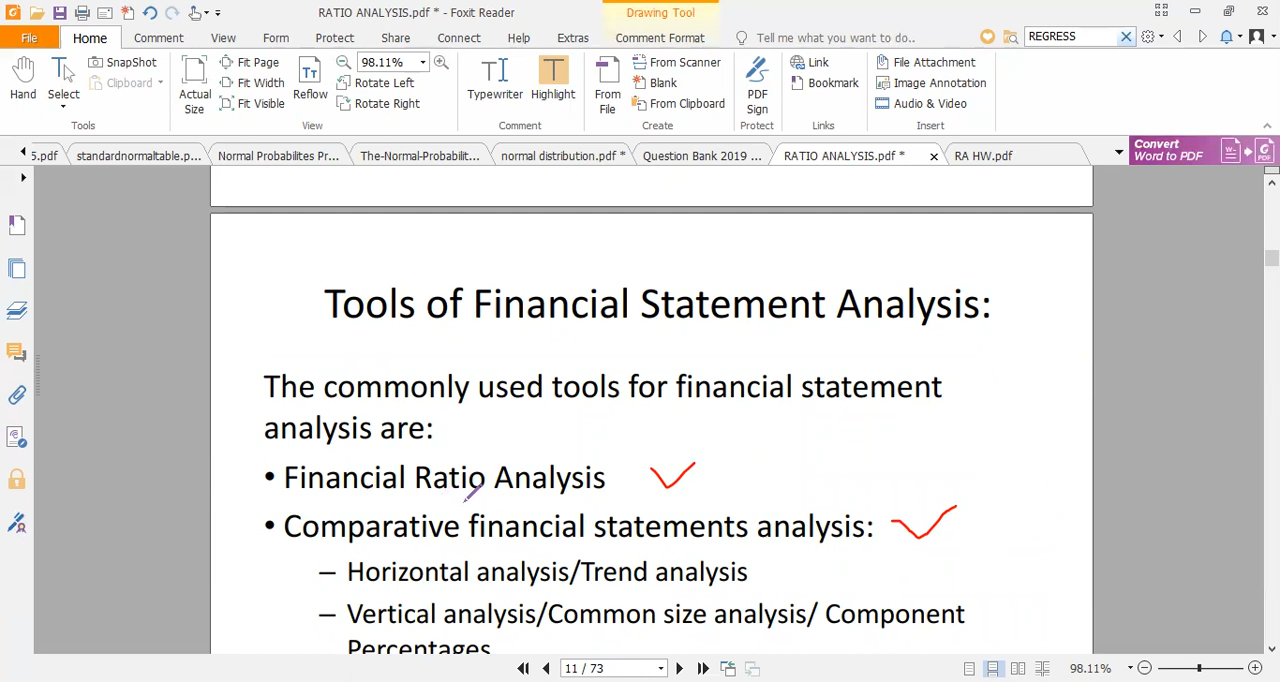 RATIO ANALYSIS.pdf * - Foxit Reader
Drawing Tool
File Home Comment View Form Protect Share Connect Help Extras Comment Format Tell me what you want to do.. REGRESS
Hand Select SnapShot Clipboard
Actual Size Fit Page Fit Width Fit Visible Reflow 98.11% Rotate Left Rotate Right
Typewriter Highlight
From File From Scanner Blank From Clipboard
PDF Sign
Link Bookmark
File Attachment Image Annotation Audio & Video
Tools View Comment Create Protect Links Insert
5.pdf standardnormaltable.p... Normal Probabilites Pr... The-Normal-Probabilit... normal distribution.pdf * Question Bank 2019 ... RATIO ANALYSIS.pdf * RA HW.pdf
Convert
Word to PDF
Tools of Financial Statement Analysis:
The commonly used tools for financial statement
analysis are:
• Financial Ratio Analysis
• Comparative financial statements analysis:
– Horizontal analysis/Trend analysis
– Vertical analysis/Common size analysis/ Component
Percentages
11 / 73 98.11%